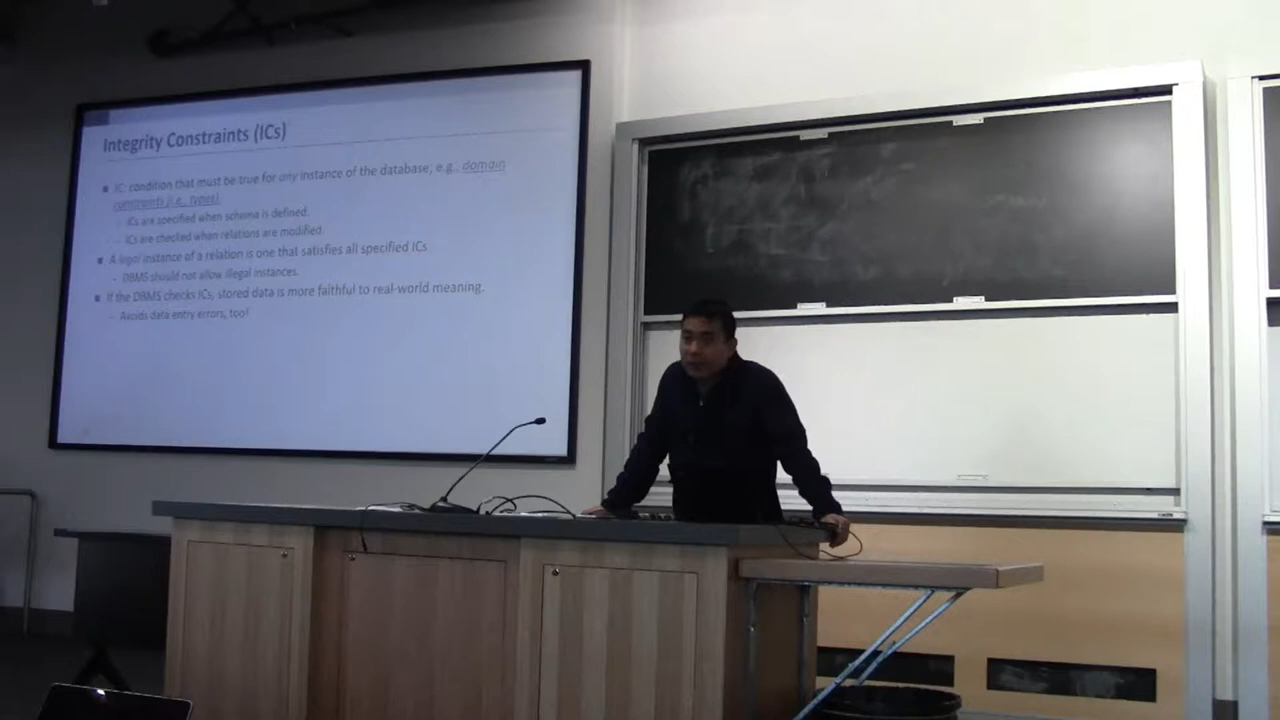 Integrity Constraints (ICs)
IC: condition that must be true for any instance of the database; e.g., domain
constraints (i.e., types)
- ICs are specified when schema is defined.
- ICs are checked when relations are modified.
A legal instance of a relation is one that satisfies all specified ICs
- DBMS should not allow illegal instances.
If the DBMS checks ICs, stored data is more faithful to real-world meaning.
- Avoids data entry errors, too!